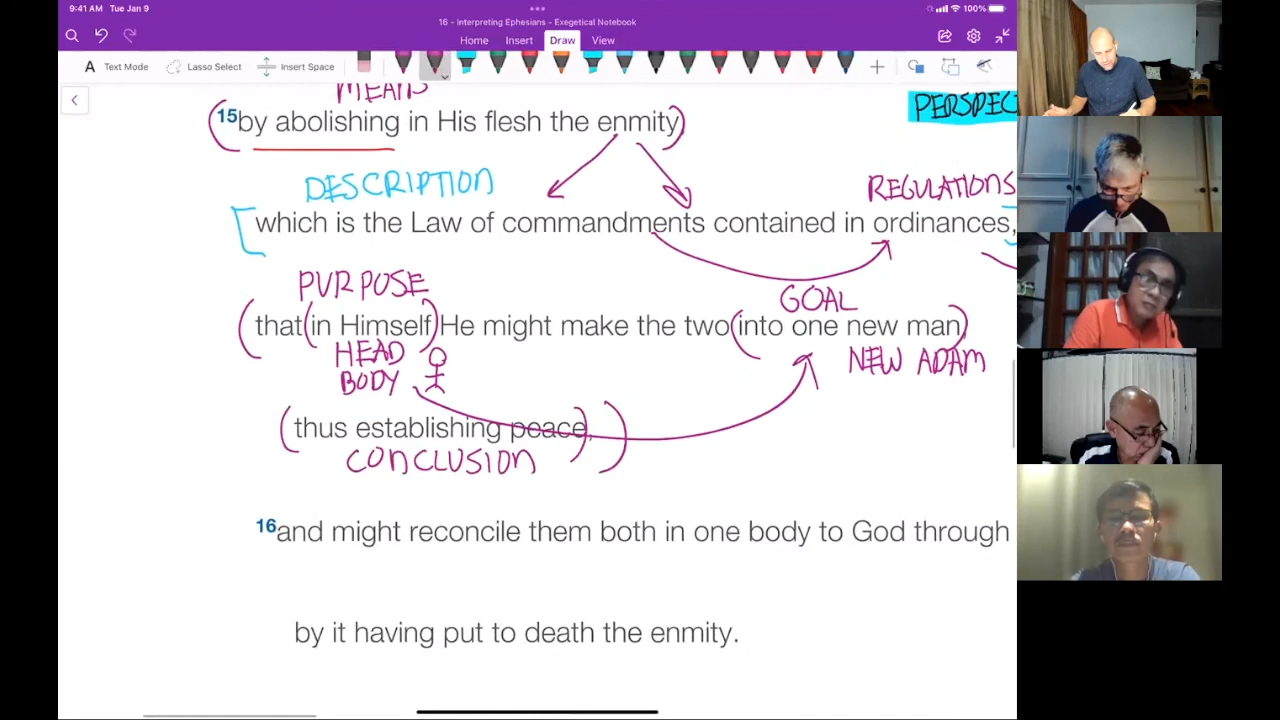 9:41 AM Tue Jan 9
100%
16 - interpreting Ephesians - Exegetical Notebook
Home Insert Draw View
A Text Mode Lasso Select Insert Space
MEANS
15by abolishing in His flesh the enmity
PERSPEC
DESCRIPTION
REGULATIONS
which is the Law of commandments contained in ordinances,
PURPOSE
GOAL
that in Himself He might make the two into one new man,
HEAD
BODY
NEW ADAM
thus establishing peace,
CONCLUSION
16and might reconcile them both in one body to God through
by it having put to death the enmity.